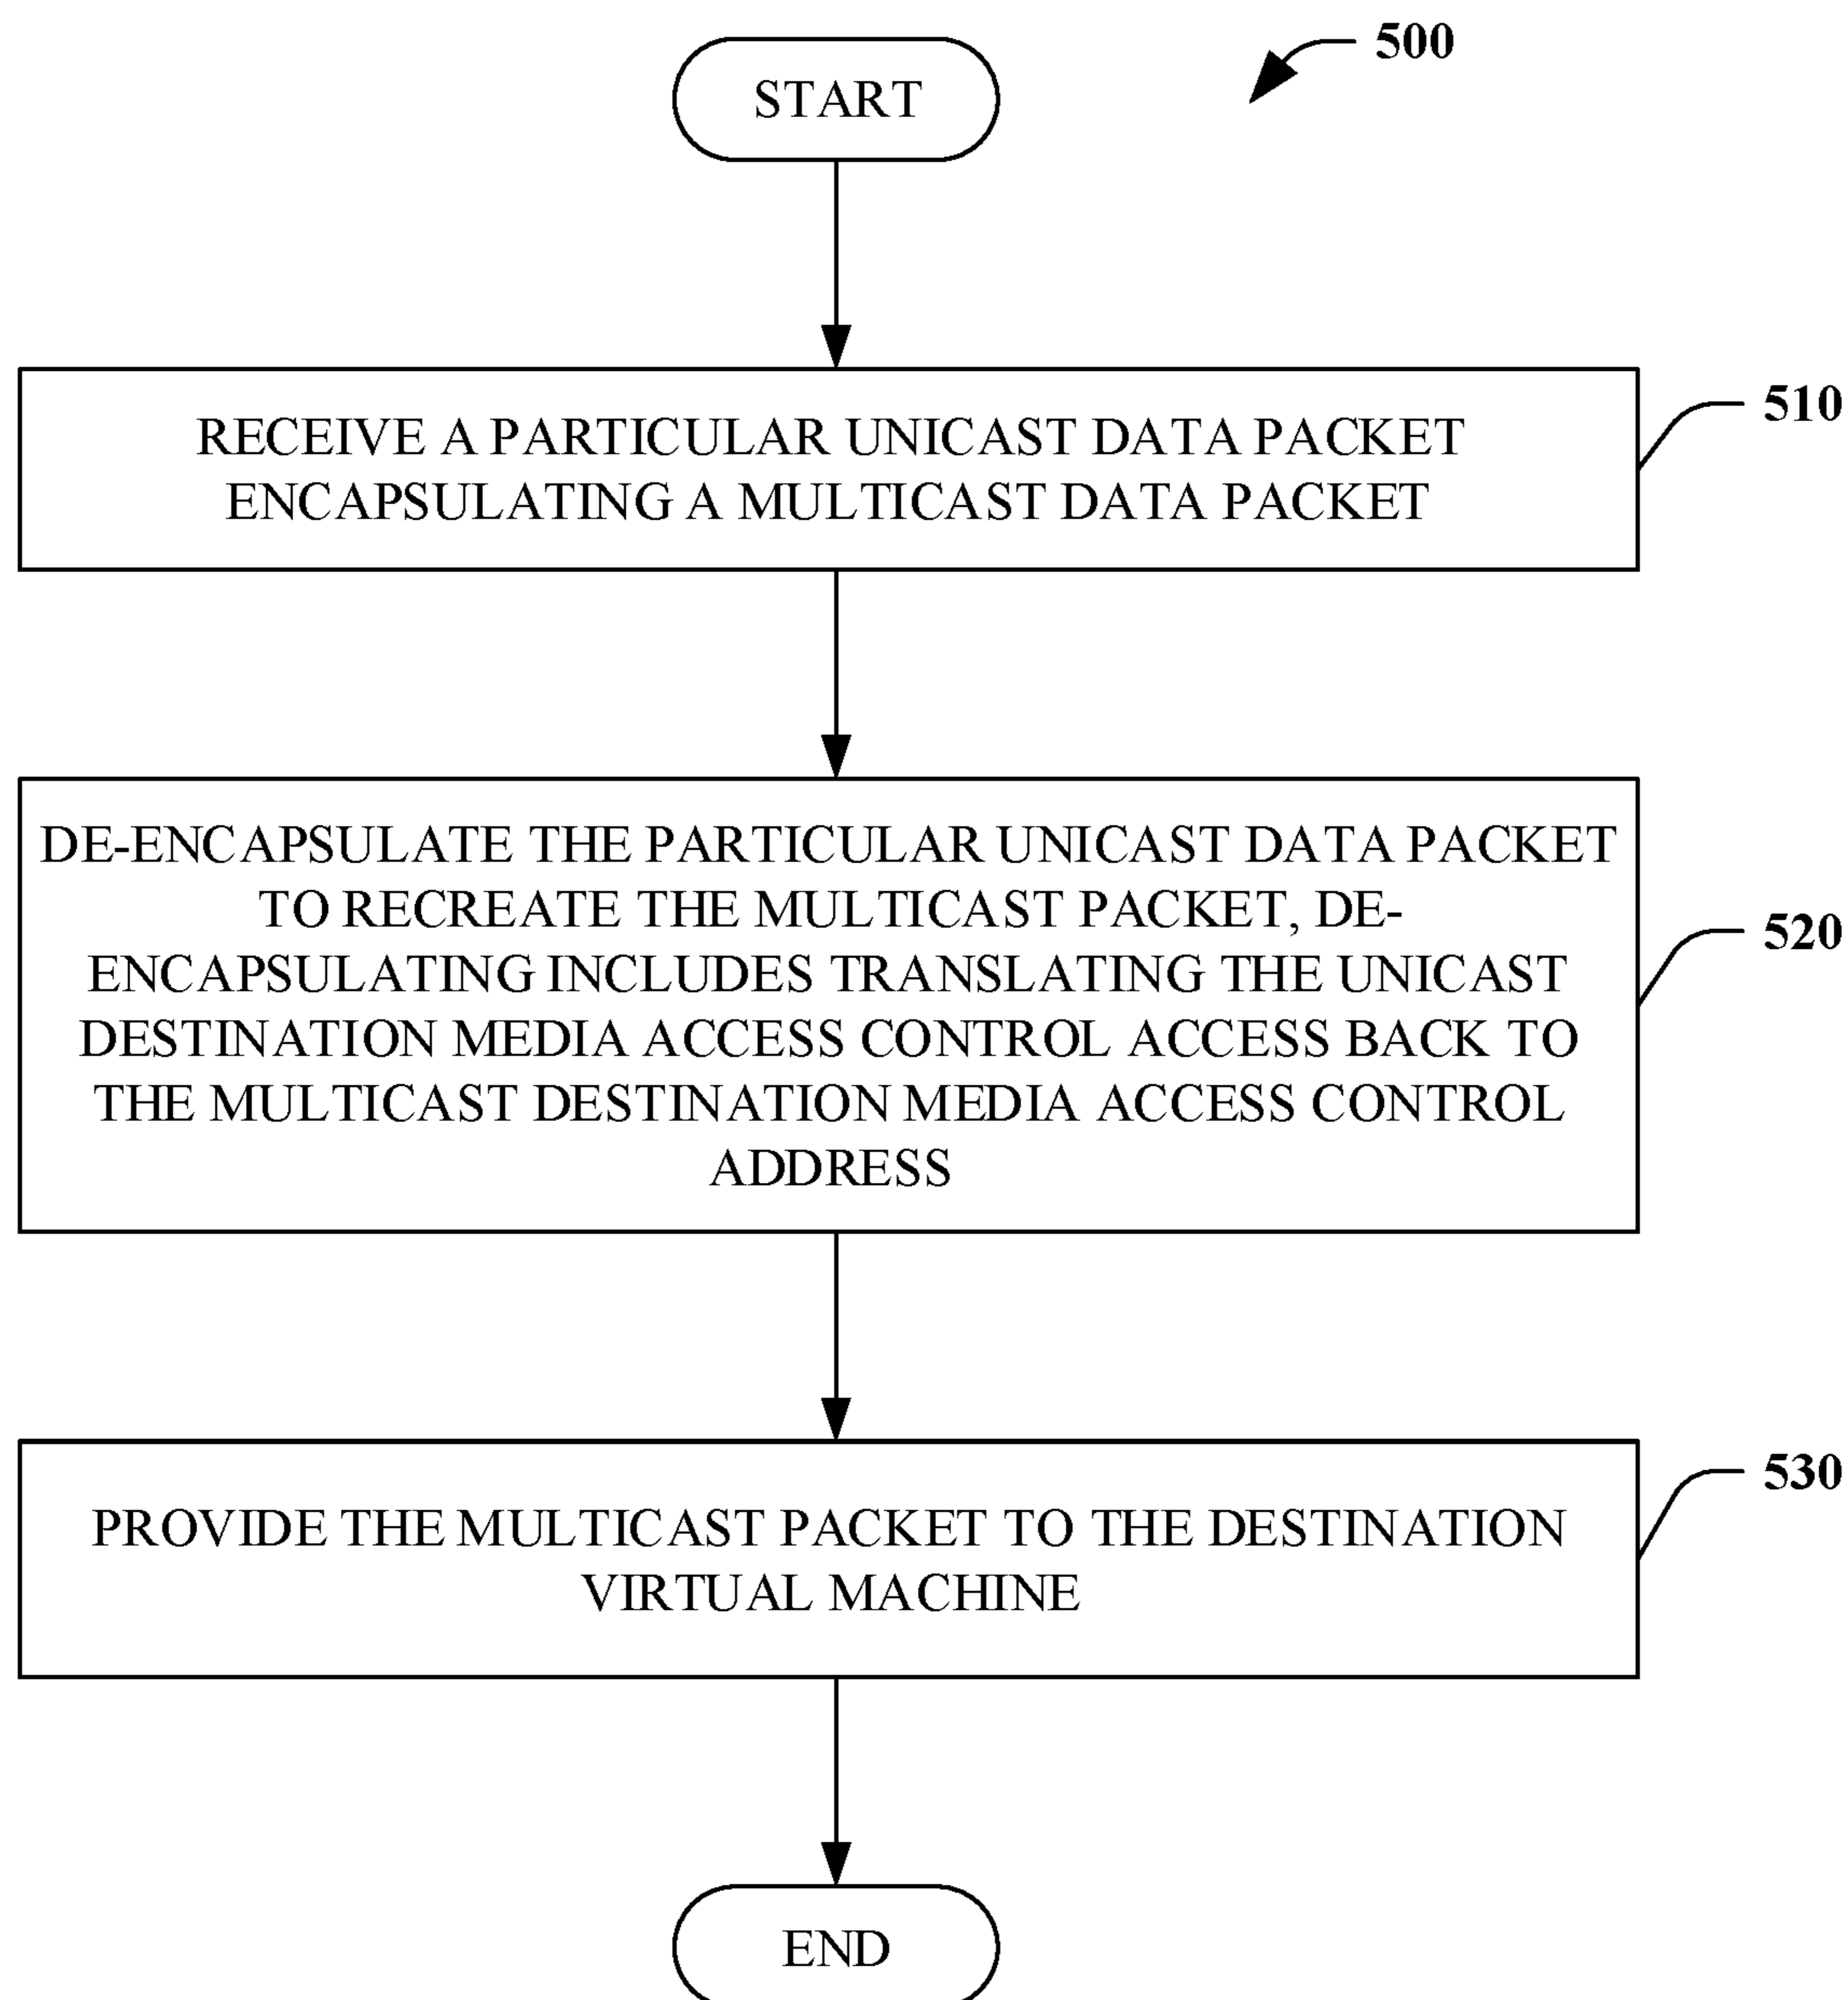 START
500
RECEIVE A PARTICULAR UNICAST DATA PACKET
ENCAPSULATING A MULTICAST DATA PACKET
510
DE-ENCAPSULATE THE PARTICULAR UNICAST DATA PACKET
TO RECREATE THE MULTICAST PACKET, DE-
ENCAPSULATING INCLUDES TRANSLATING THE UNICAST
DESTINATION MEDIA ACCESS CONTROL ACCESS BACK TO
THE MULTICAST DESTINATION MEDIA ACCESS CONTROL
ADDRESS
520
PROVIDE THE MULTICAST PACKET TO THE DESTINATION
VIRTUAL MACHINE
530
END